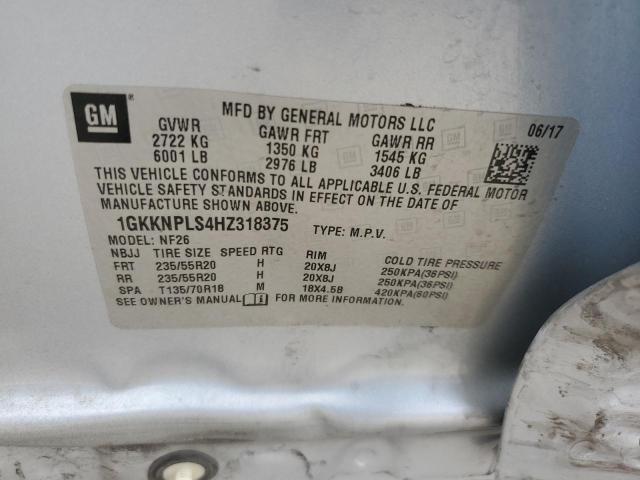 GM
MFD BY GENERAL MOTORS LLC
06/17
GVWR GAWR FRT GAWR RR
2722 KG 1350 KG 1545 KG
6001 LB 2976 LB 3406 LB
THIS VEHICLE CONFORMS TO ALL APPLICABLE U.S. FEDERAL MOTOR
VEHICLE SAFETY STANDARDS IN EFFECT ON THE DATE OF
MANUFACTURE SHOWN ABOVE.
1GKKNPLS4HZ318375 TYPE: M.P.V.
MODEL: NF26
NBJJ TIRE SIZE SPEED RTG RIM COLD TIRE PRESSURE
FRT 235/55R20 H 20X8J 250KPA(36PSI)
RR 235/55R20 H 20X8J 250KPA(36PSI)
SPA T135/70R18 M 18X4.5B 420KPA(60PSI)
SEE OWNER'S MANUAL FOR MORE INFORMATION.